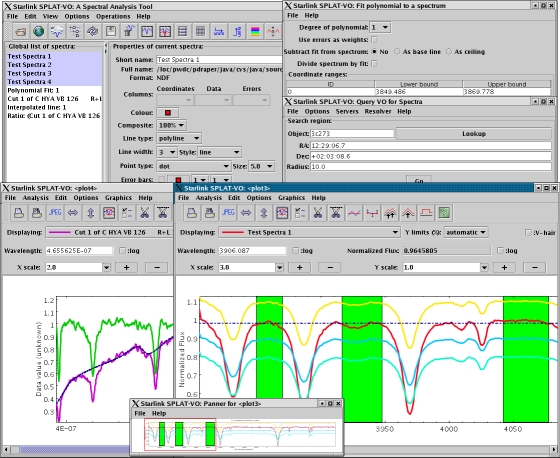 Starlink SPLAT-VO: A Spectral Analysis Tool
File Edit View Options Operations Graphics Help
Global list of spectra:
Test Spectra 1
Test Spectra 2
Test Spectra 3
Test Spectra 4
Polynomial Fit: 1
Cut 1 of C HYA VB 126 R+L
Interpolated line: 1
Ratio: (Cut 1 of C HYA VB 126
Properties of current spectra:
Short name: Test Spectra 1
Full name: /loc/pwdc/pdraper/java/cvs/java/sour
Format: NDF
Coordinates Data Errors
Columns:
Colour:
Composite: 100%
Line type: polyline
Line width: 3 Style: line
Point type: dot Size: 5.0
Error bars: 1 1
Starlink SPLAT-VO: Fit polynomial to a spectrum
File Help
Degree of polynomial: 1
Use errors as weights:
Subtract fit from spectrum: No As base line As ceiling
Divide spectrum by fit:
Coordinate ranges:
ID Lower bound Upper bound
0 3849.486 3869.778
Starlink SPLAT-VO: Query VO for Spectra
File Options Servers Resolver Help
Search region:
Object: 3c273 Lookup
RA: 12:29:06.7
Dec: +02:03:08.6
Radius: 10.0
Go
Starlink SPLAT-VO: <plot4>
File Analysis Edit Options Graphics
JPEG
Displaying: Cut 1 of C HYA VB 126 R+L
Wavelength: 4.655625E-07 :log
X scale: 2.0 + −
Data value (unknown)
1.2
1.1
1
0.9
0.8
0.7
0.6
0.5
0.4
0.3
4E-07
Starlink SPLAT-VO: <plot3>
File Analysis Edit Options Graphics Help
JPEG
Displaying: Test Spectra 1 Y limits (%): automatic :V-hair
Wavelength: 3906.087 :log Normalized Flux: 0.9645805
X scale: 3.0 + − Y scale: 1.0 + −
Normalized Flux
1.1
1
0.9
0.8
0.7
0.6
3950
4000
4050
Starlink SPLAT-VO: Panner for <plot3>
File Help